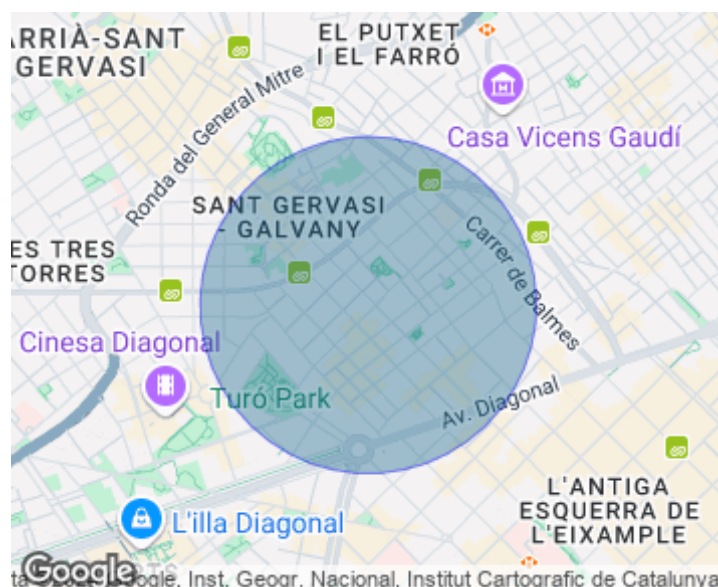 ARRIÀ-SANT
GERVASI
EL PUTXET
I EL FARRÓ
Ronda del General Mitre
Casa Vicens Gaudí
SANT GERVASI
- GALVANY
ES TRES
TORRES
Carrer de Balmes
Cinesa Diagonal
Turó Park
Av. Diagonal
L'ANTIGA
ESQUERRA DE
L'EIXAMPLE
L'illa Diagonal
Google
Google, Inst. Geogr. Nacional, Institut Cartografic de Catalunya